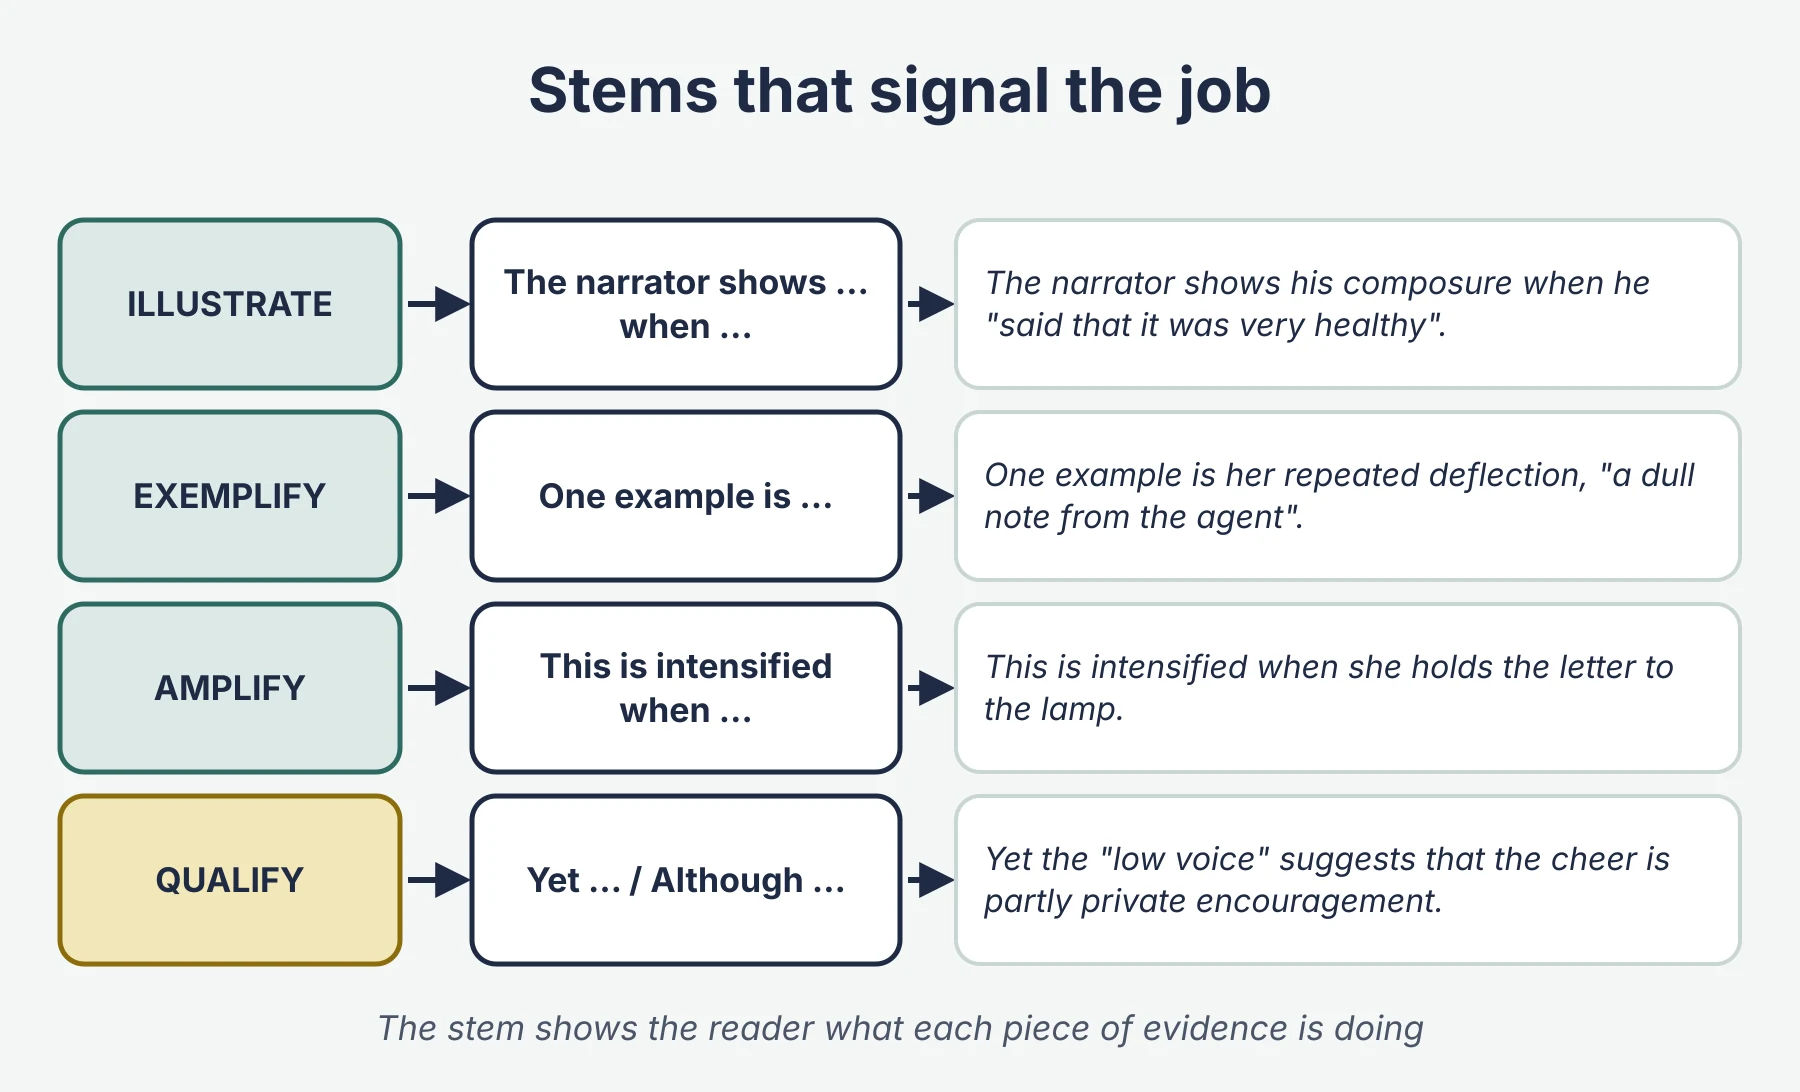 Stems that signal the job
ILLUSTRATE
The narrator shows …
when …
The narrator shows his composure when he
"said that it was very healthy".
EXEMPLIFY
One example is …
One example is her repeated deflection, "a dull
note from the agent".
AMPLIFY
This is intensified
when …
This is intensified when she holds the letter to
the lamp.
QUALIFY
Yet … / Although …
Yet the "low voice" suggests that the cheer is
partly private encouragement.
The stem shows the reader what each piece of evidence is doing